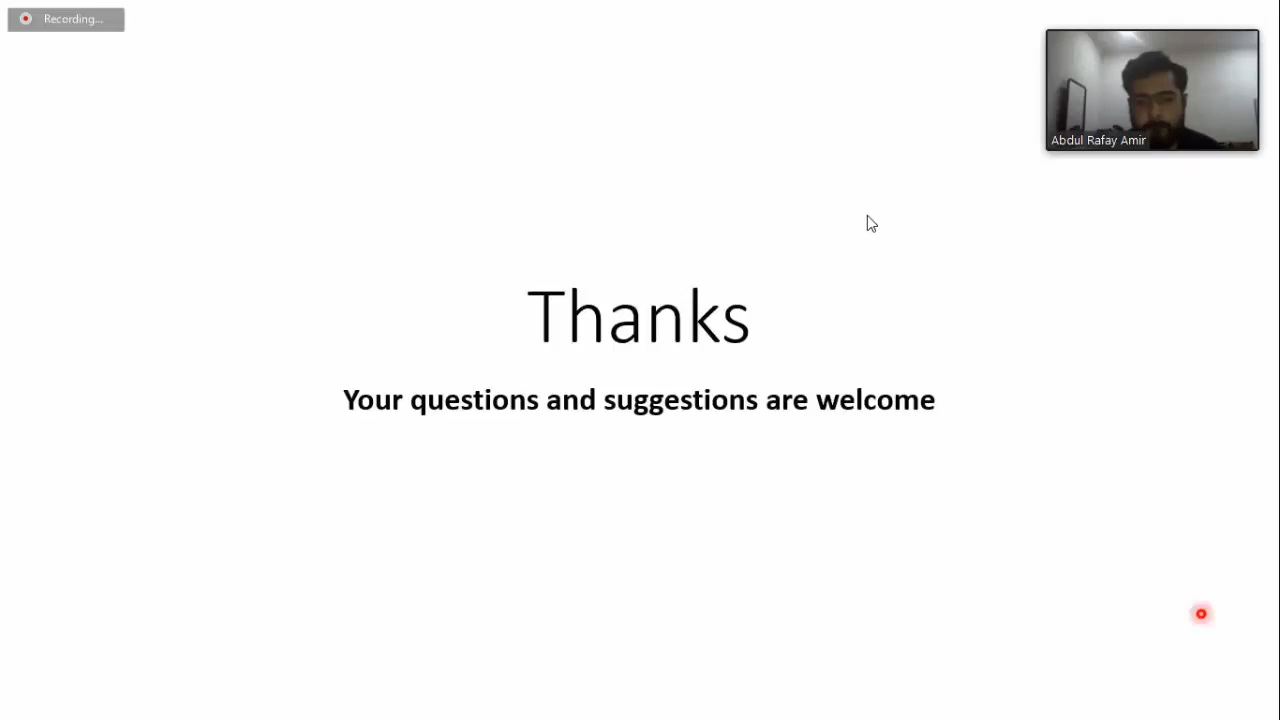 Recording...
Abdul Rafay Amir
Thanks
Your questions and suggestions are welcome